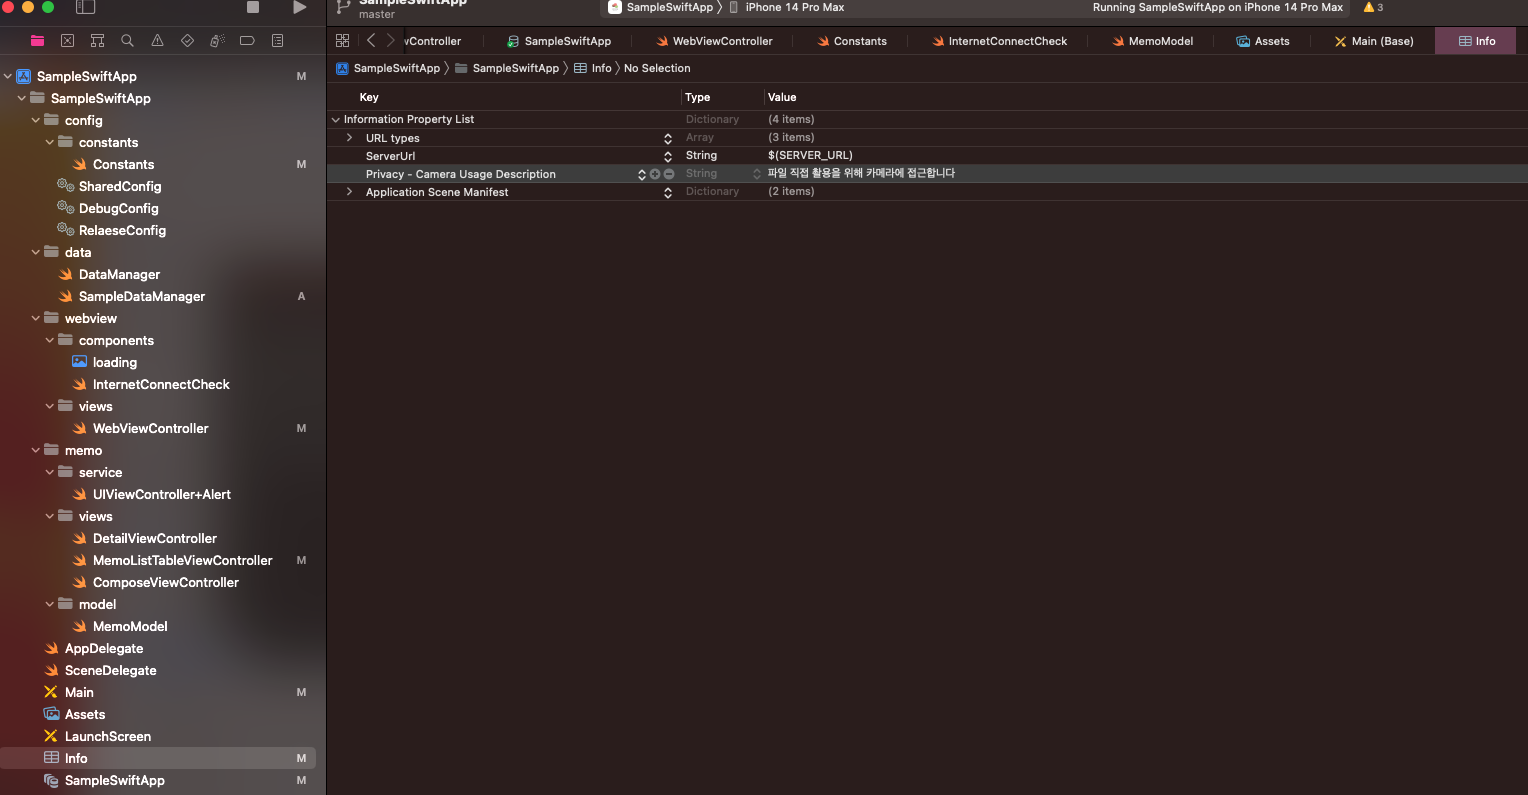 SampleSwiftApp
master
SampleSwiftApp 〉 iPhone 14 Pro Max
Running SampleSwiftApp on iPhone 14 Pro Max
3
SampleSwiftApp M
SampleSwiftApp
config
constants
Constants M
SharedConfig
DebugConfig
RelaeseConfig
data
DataManager
SampleDataManager A
webview
components
loading
InternetConnectCheck
views
WebViewController M
memo
service
UIViewController+Alert
views
DetailViewController
MemoListTableViewController M
ComposeViewController
model
MemoModel
AppDelegate
SceneDelegate
Main M
Assets
LaunchScreen
Info M
SampleSwiftApp M
vController SampleSwiftApp WebViewController Constants InternetConnectCheck MemoModel Assets Main (Base) Info
SampleSwiftApp 〉 SampleSwiftApp 〉 Info 〉 No Selection
Key Type Value
Information Property List Dictionary (4 items)
URL types Array (3 items)
ServerUrl String $(SERVER_URL)
Privacy - Camera Usage Description String 파일 직접 활용을 위해 카메라에 접근합니다
Application Scene Manifest Dictionary (2 items)